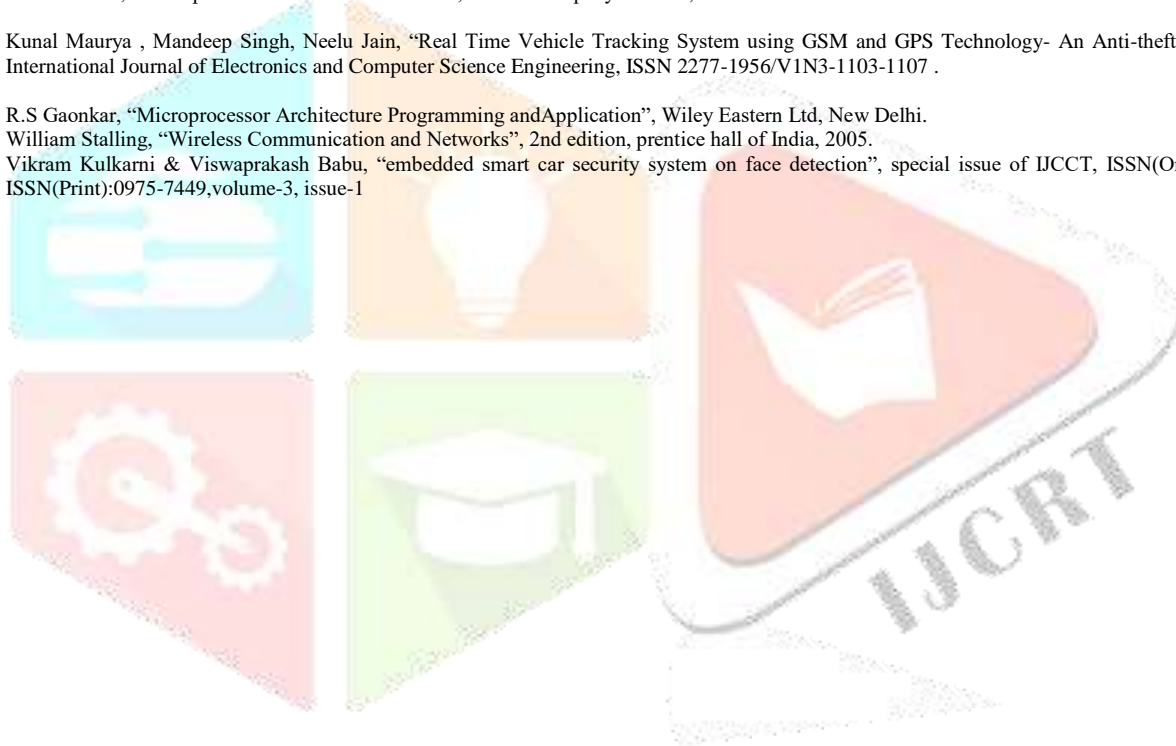 Kunal Maurya , Mandeep Singh, Neelu Jain, “Real Time Vehicle Tracking System using GSM and GPS Technology- An Anti-theft
International Journal of Electronics and Computer Science Engineering, ISSN 2277-1956/V1N3-1103-1107 .
R.S Gaonkar, “Microprocessor Architecture Programming andApplication”, Wiley Eastern Ltd, New Delhi.
William Stalling, “Wireless Communication and Networks”, 2nd edition, prentice hall of India, 2005.
Vikram Kulkarni & Viswaprakash Babu, “embedded smart car security system on face detection”, special issue of IJCCT,
ISSN(Print):0975-7449,volume-3, issue-1
IJCRT